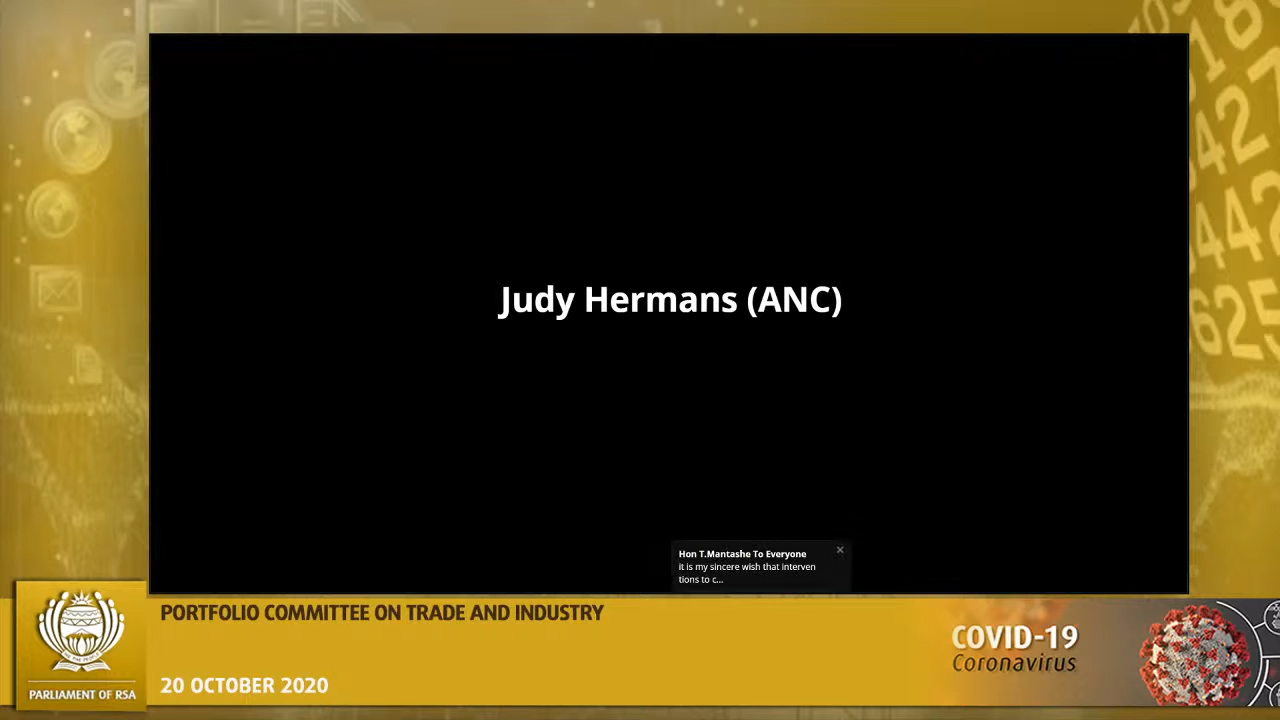 Judy Hermans (ANC)
Hon T.Mantashe To Everyone
it is my sincere wish that interven
tions to c...
PORTFOLIO COMMITTEE ON TRADE AND INDUSTRY
20 OCTOBER 2020
PARLIAMENT OF RSA
COVID-19
Coronavirus